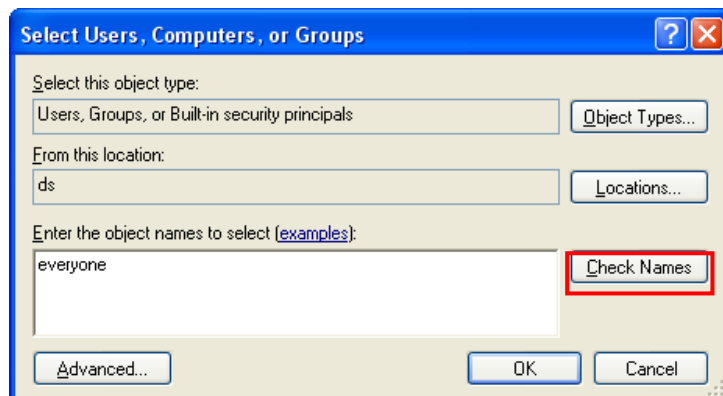 Select Users, Computers, or Groups
Select this object type:
Users, Groups, or Built-in security principals
Object Types...
From this location:
ds
Locations...
Enter the object names to select (examples):
everyone
Check Names
Advanced...
OK
Cancel